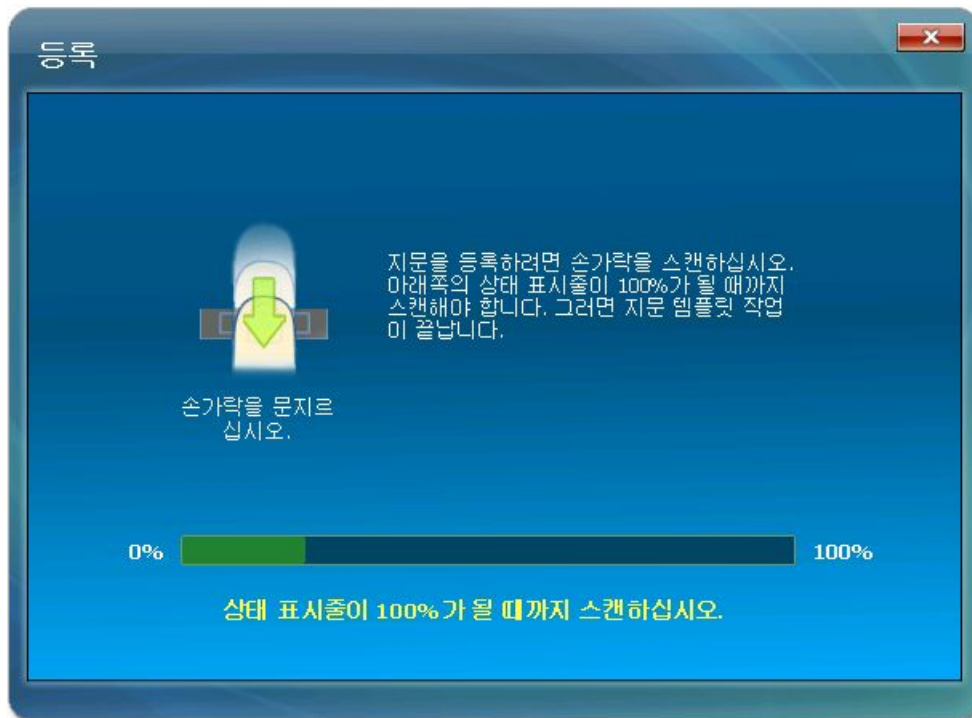 등록
지문을 등록하려면 손가락을 스캔하십시오.
아래쪽의 상태 표시줄이 100%가 될 때까지
스캔해야 합니다. 그러면 지문 템플릿 작업
이 끝납니다.
손가락을 문지르
십시오.
0%
100%
상태 표시줄이 100%가 될 때까지 스캔하십시오.